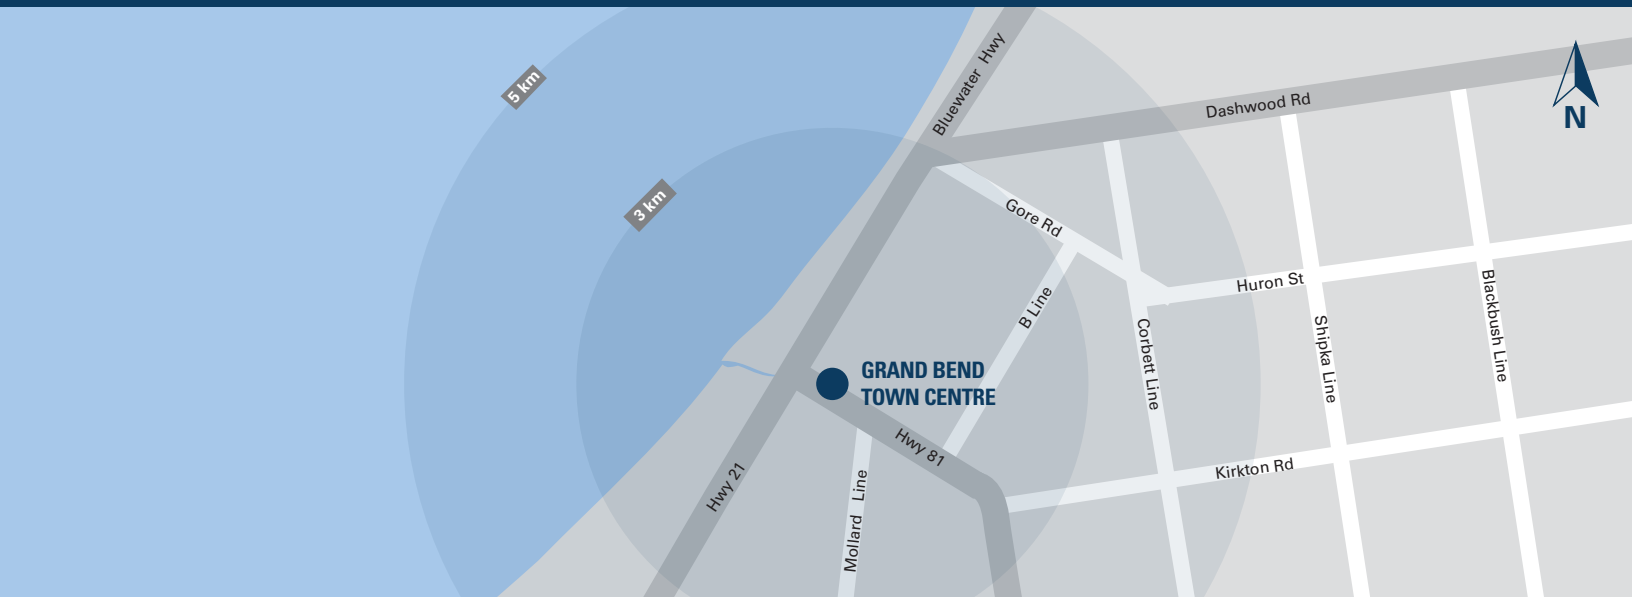 5 km
3 km
Bluewater Hwy
Dashwood Rd
N
Gore Rd
Huron St
B Line
Corbett Line
Shipka Line
Blackbush Line
GRAND BEND
TOWN CENTRE
Hwy 81
Hwy 21
Mollard Line
Kirkton Rd